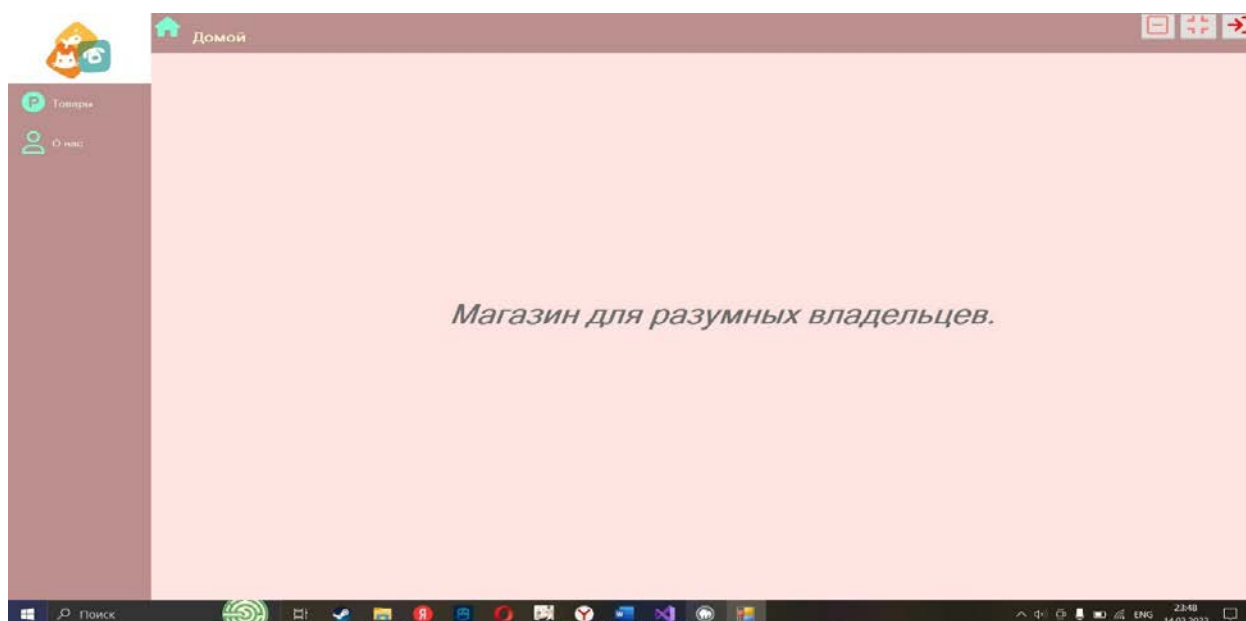 Домой
Товары
О нас
Магазин для разумных владельцев.
Поиск
ENG
23:48